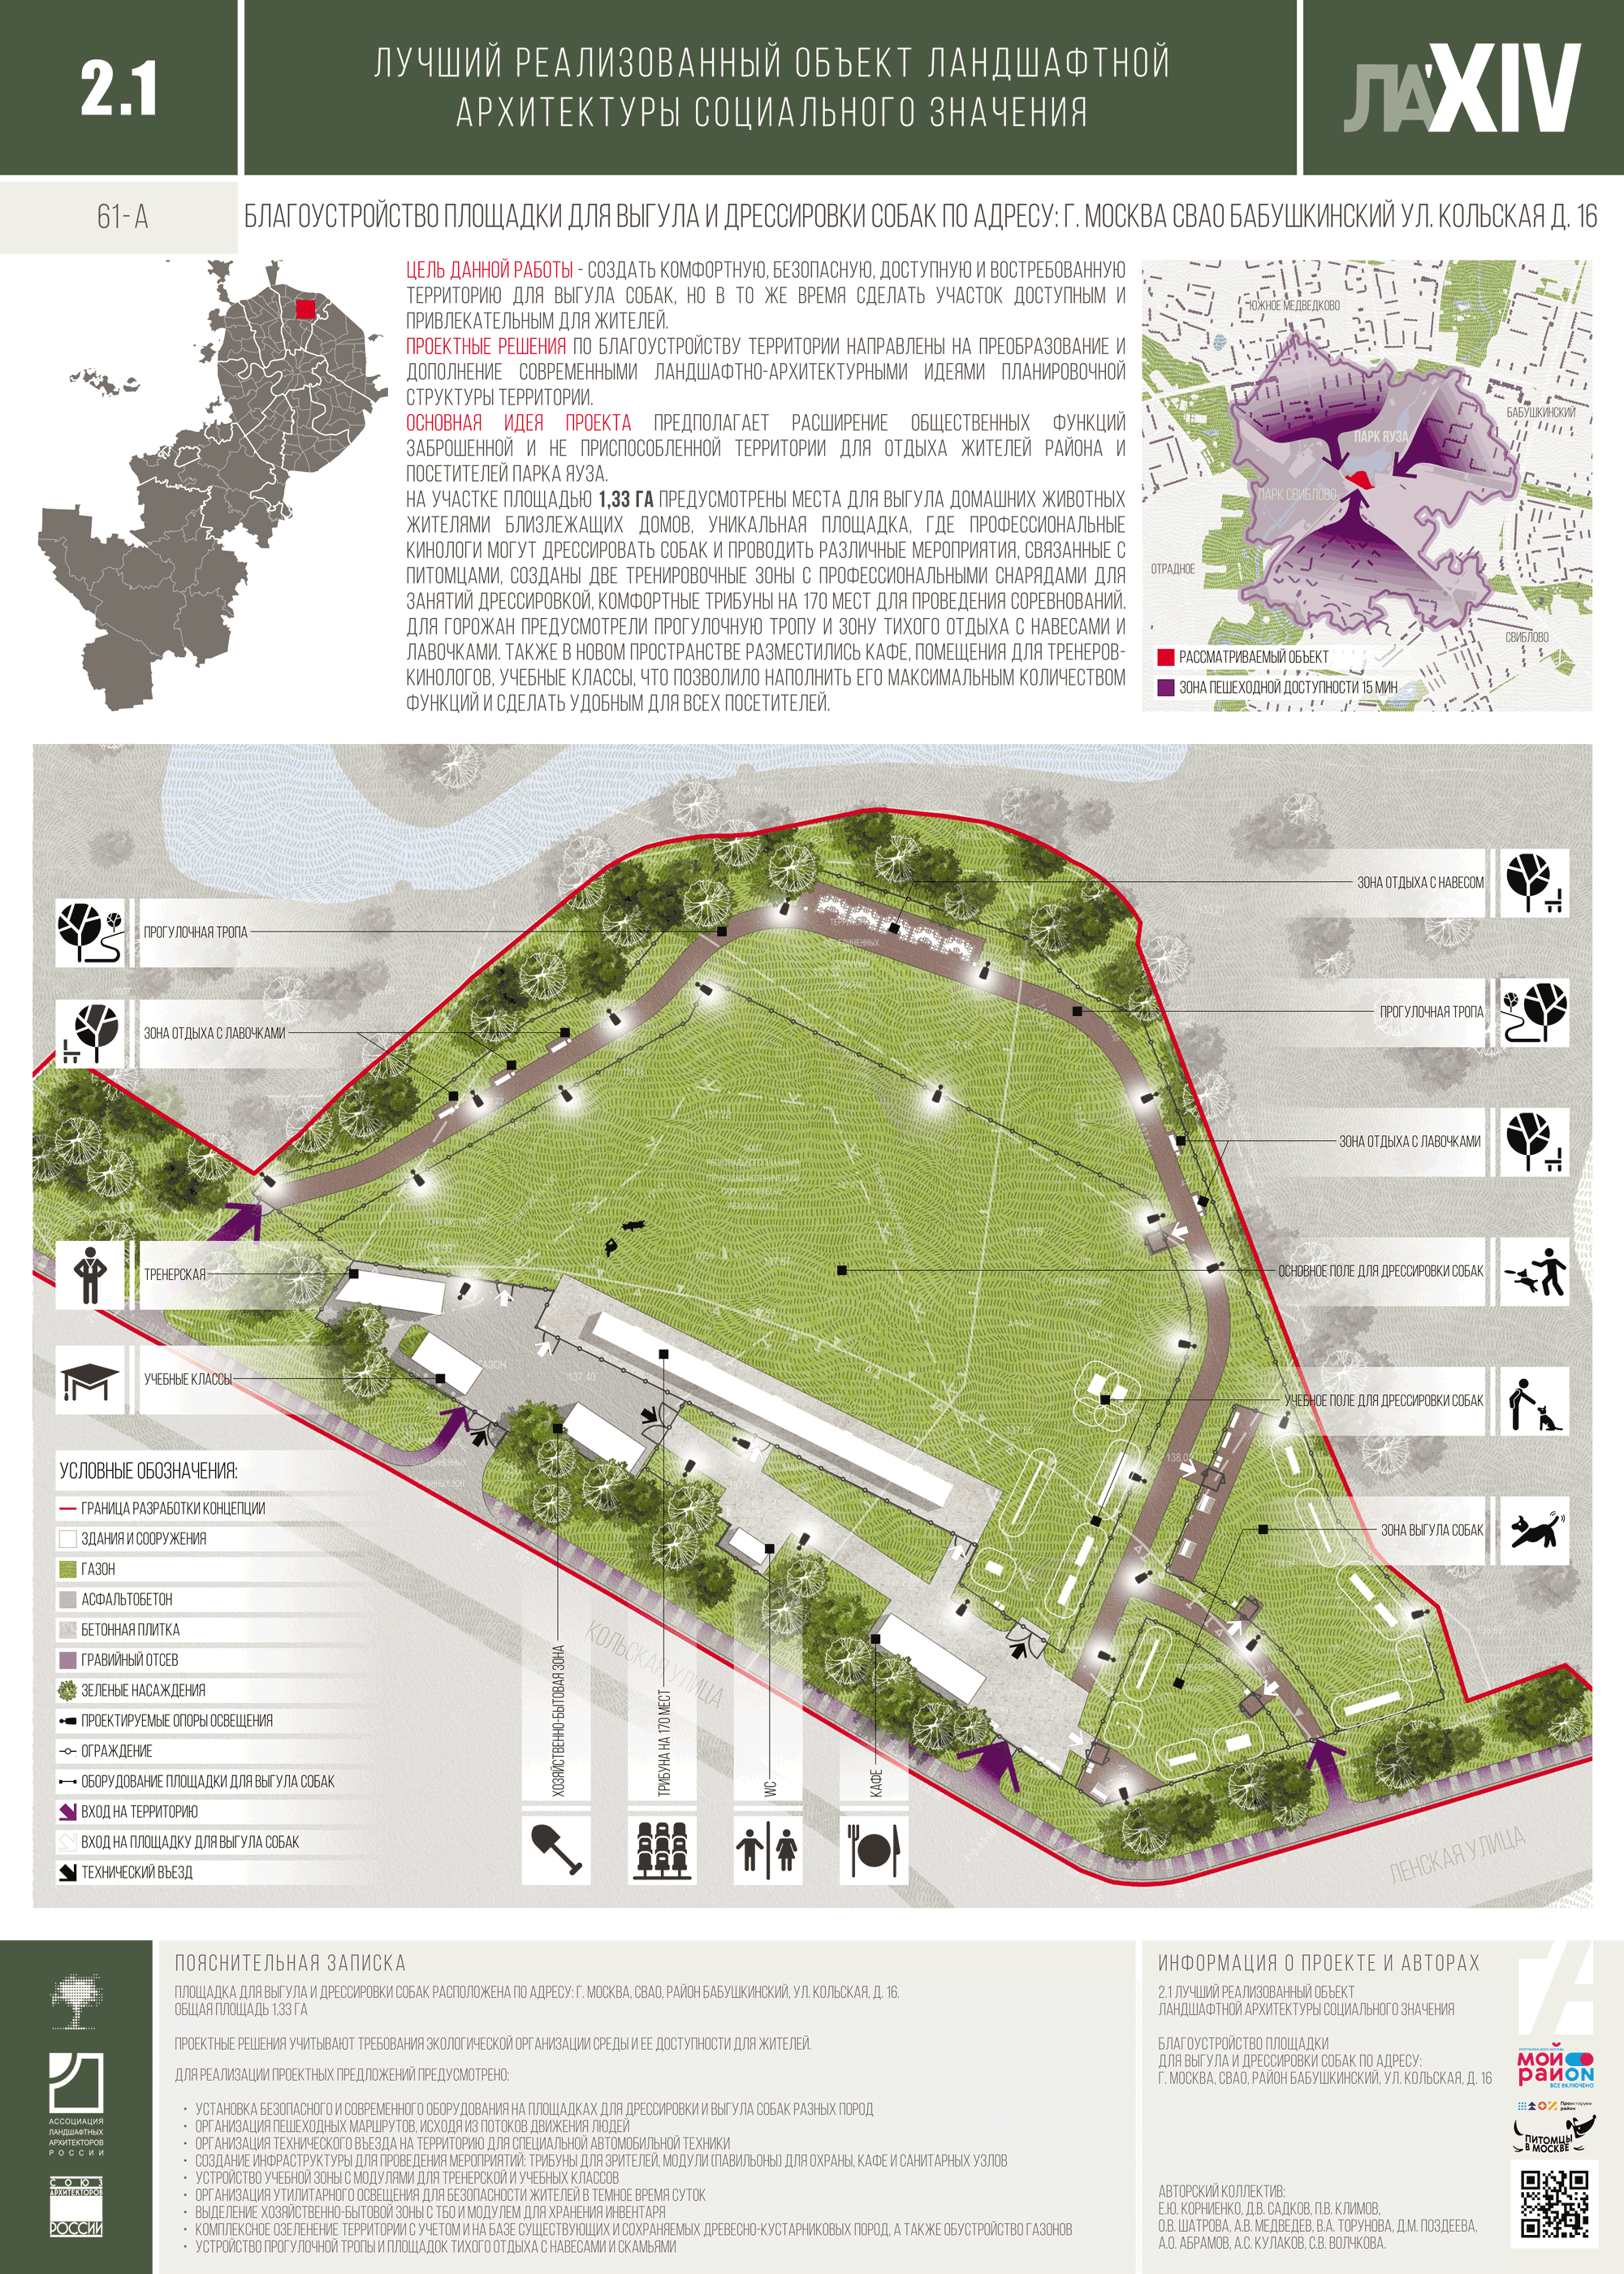 2.1
ЛУЧШИЙ РЕАЛИЗОВАННЫЙ ОБЪЕКТ ЛАНДШАФТНОЙ
АРХИТЕКТУРЫ СОЦИАЛЬНОГО ЗНАЧЕНИЯ
ЛА'XIV
61-А
БЛАГОУСТРОЙСТВО ПЛОЩАДКИ ДЛЯ ВЫГУЛА И ДРЕССИРОВКИ СОБАК ПО АДРЕСУ: Г. МОСКВА СВАО БАБУШКИНСКИЙ УЛ. КОЛЬСКАЯ Д. 16
ЦЕЛЬ ДАННОЙ РАБОТЫ - СОЗДАТЬ КОМФОРТНУЮ, БЕЗОПАСНУЮ, ДОСТУПНУЮ И ВОСТРЕБОВАННУЮ
ТЕРРИТОРИЮ ДЛЯ ВЫГУЛА СОБАК, НО В ТО ЖЕ ВРЕМЯ СДЕЛАТЬ УЧАСТОК ДОСТУПНЫМ И
ПРИВЛЕКАТЕЛЬНЫМ ДЛЯ ЖИТЕЛЕЙ.
ПРОЕКТНЫЕ РЕШЕНИЯ ПО БЛАГОУСТРОЙСТВУ ТЕРРИТОРИИ НАПРАВЛЕНЫ НА ПРЕОБРАЗОВАНИЕ И
ДОПОЛНЕНИЕ СОВРЕМЕННЫМИ ЛАНДШАФТНО-АРХИТЕКТУРНЫМИ ИДЕЯМИ ПЛАНИРОВОЧНОЙ
СТРУКТУРЫ ТЕРРИТОРИИ.
ОСНОВНАЯ ИДЕЯ ПРОЕКТА ПРЕДПОЛАГАЕТ РАСШИРЕНИЕ ОБЩЕСТВЕННЫХ ФУНКЦИЙ
ЗАБРОШЕННОЙ И НЕ ПРИСПОСОБЛЕННОЙ ТЕРРИТОРИИ ДЛЯ ОТДЫХА ЖИТЕЛЕЙ РАЙОНА И
ПОСЕТИТЕЛЕЙ ПАРКА ЯУЗА.
НА УЧАСТКЕ ПЛОЩАДЬЮ 1,33 ГА ПРЕДУСМОТРЕНЫ МЕСТА ДЛЯ ВЫГУЛА ДОМАШНИХ ЖИВОТНЫХ
ЖИТЕЛЯМИ БЛИЗЛЕЖАЩИХ ДОМОВ, УНИКАЛЬНАЯ ПЛОЩАДКА, ГДЕ ПРОФЕССИОНАЛЬНЫЕ
КИНОЛОГИ МОГУТ ДРЕССИРОВАТЬ СОБАК И ПРОВОДИТЬ РАЗЛИЧНЫЕ МЕРОПРИЯТИЯ, СВЯЗАННЫЕ С
ПИТОМЦАМИ, СОЗДАНЫ ДВЕ ТРЕНИРОВОЧНЫЕ ЗОНЫ С ПРОФЕССИОНАЛЬНЫМИ СНАРЯДАМИ ДЛЯ
ЗАНЯТИЙ ДРЕССИРОВКОЙ, КОМФОРТНЫЕ ТРИБУНЫ НА 170 МЕСТ ДЛЯ ПРОВЕДЕНИЯ СОРЕВНОВАНИЙ.
ДЛЯ ГОРОЖАН ПРЕДУСМОТРЕЛИ ПРОГУЛОЧНУЮ ТРОПУ И ЗОНУ ТИХОГО ОТДЫХА С НАВЕСАМИ И
ЛАВОЧКАМИ. ТАКЖЕ В НОВОМ ПРОСТРАНСТВЕ РАЗМЕСТИЛИСЬ КАФЕ, ПОМЕЩЕНИЯ ДЛЯ ТРЕНЕРОВ-
КИНОЛОГОВ, УЧЕБНЫЕ КЛАССЫ, ЧТО ПОЗВОЛИЛО НАПОЛНИТЬ ЕГО МАКСИМАЛЬНЫМ КОЛИЧЕСТВОМ
ФУНКЦИЙ И СДЕЛАТЬ УДОБНЫМ ДЛЯ ВСЕХ ПОСЕТИТЕЛЕЙ.
ЮЖНОЕ МЕДВЕДКОВО
БАБУШКИНСКИЙ
ПАРК ЯУЗА
ПАРК СВИБЛОВО
ОТРАДНОЕ
СВИБЛОВО
РАССМАТРИВАЕМЫЙ ОБЪЕКТ
ЗОНА ПЕШЕХОДНОЙ ДОСТУПНОСТИ 15 МИН
ЗОНА ОТДЫХА С НАВЕСОМ
ПРОГУЛОЧНАЯ ТРОПА
ПРОГУЛОЧНАЯ ТРОПА
ЗОНА ОТДЫХА С ЛАВОЧКАМИ
ЗОНА ОТДЫХА С ЛАВОЧКАМИ
ТРЕНЕРСКАЯ
ОСНОВНОЕ ПОЛЕ ДЛЯ ДРЕССИРОВКИ СОБАК
УЧЕБНЫЕ КЛАССЫ
137.40
УЧЕБНОЕ ПОЛЕ ДЛЯ ДРЕССИРОВКИ СОБАК
ЗОНА ВЫГУЛА СОБАК
УСЛОВНЫЕ ОБОЗНАЧЕНИЯ:
ГРАНИЦА РАЗРАБОТКИ КОНЦЕПЦИИ
ЗДАНИЯ И СООРУЖЕНИЯ
ГАЗОН
АСФАЛЬТОБЕТОН
БЕТОННАЯ ПЛИТКА
ГРАВИЙНЫЙ ОТСЕВ
ЗЕЛЕНЫЕ НАСАЖДЕНИЯ
ПРОЕКТИРУЕМЫЕ ОПОРЫ ОСВЕЩЕНИЯ
ОГРАЖДЕНИЕ
ОБОРУДОВАНИЕ ПЛОЩАДКИ ДЛЯ ВЫГУЛА СОБАК
ВХОД НА ТЕРРИТОРИЮ
ВХОД НА ПЛОЩАДКУ ДЛЯ ВЫГУЛА СОБАК
ТЕХНИЧЕСКИЙ ВЪЕЗД
ХОЗЯЙСТВЕННО-БЫТОВАЯ ЗОНА
ТРИБУНА НА 170 МЕСТ
WC
КАФЕ
КОЛЬСКАЯ УЛИЦА
ЛЕНСКАЯ УЛИЦА
АССОЦИАЦИЯ
ЛАНДШАФТНЫХ
АРХИТЕКТОРОВ
РОССИИ
СОЮЗ
АРХИТЕКТОРОВ
РОССИИ
ПОЯСНИТЕЛЬНАЯ ЗАПИСКА
ПЛОЩАДКА ДЛЯ ВЫГУЛА И ДРЕССИРОВКИ СОБАК РАСПОЛОЖЕНА ПО АДРЕСУ: Г. МОСКВА, СВАО, РАЙОН БАБУШКИНСКИЙ, УЛ. КОЛЬСКАЯ, Д. 16.
ОБЩАЯ ПЛОЩАДЬ 1,33 ГА
ПРОЕКТНЫЕ РЕШЕНИЯ УЧИТЫВАЮТ ТРЕБОВАНИЯ ЭКОЛОГИЧЕСКОЙ ОРГАНИЗАЦИИ СРЕДЫ И ЕЕ ДОСТУПНОСТИ ДЛЯ ЖИТЕЛЕЙ.
ДЛЯ РЕАЛИЗАЦИИ ПРОЕКТНЫХ ПРЕДЛОЖЕНИЙ ПРЕДУСМОТРЕНО:
• УСТАНОВКА БЕЗОПАСНОГО И СОВРЕМЕННОГО ОБОРУДОВАНИЯ НА ПЛОЩАДКАХ ДЛЯ ДРЕССИРОВКИ И ВЫГУЛА СОБАК РАЗНЫХ ПОРОД
• ОРГАНИЗАЦИЯ ПЕШЕХОДНЫХ МАРШРУТОВ, ИСХОДЯ ИЗ ПОТОКОВ ДВИЖЕНИЯ ЛЮДЕЙ
• ОРГАНИЗАЦИЯ ТЕХНИЧЕСКОГО ВЪЕЗДА НА ТЕРРИТОРИЮ ДЛЯ СПЕЦИАЛЬНОЙ АВТОМОБИЛЬНОЙ ТЕХНИКИ
• СОЗДАНИЕ ИНФРАСТРУКТУРЫ ДЛЯ ПРОВЕДЕНИЯ МЕРОПРИЯТИЙ: ТРИБУНЫ ДЛЯ ЗРИТЕЛЕЙ, МОДУЛИ (ПАВИЛЬОНЫ) ДЛЯ ОХРАНЫ, КАФЕ И САНИТАРНЫХ УЗЛОВ
• УСТРОЙСТВО УЧЕБНОЙ ЗОНЫ С МОДУЛЯМИ ДЛЯ ТРЕНЕРСКОЙ И УЧЕБНЫХ КЛАССОВ
• ОРГАНИЗАЦИЯ УТИЛИТАРНОГО ОСВЕЩЕНИЯ ДЛЯ БЕЗОПАСНОСТИ ЖИТЕЛЕЙ В ТЕМНОЕ ВРЕМЯ СУТОК
• ВЫДЕЛЕНИЕ ХОЗЯЙСТВЕННО-БЫТОВОЙ ЗОНЫ С ТБО И МОДУЛЕМ ДЛЯ ХРАНЕНИЯ ИНВЕНТАРЯ
• КОМПЛЕКСНОЕ ОЗЕЛЕНЕНИЕ ТЕРРИТОРИИ С УЧЕТОМ И НА БАЗЕ СУЩЕСТВУЮЩИХ И СОХРАНЯЕМЫХ ДРЕВЕСНО-КУСТАРНИКОВЫХ ПОРОД, А ТАКЖЕ ОБУСТРОЙСТВО ГАЗОНОВ
• УСТРОЙСТВО ПРОГУЛОЧНОЙ ТРОПЫ И ПЛОЩАДОК ТИХОГО ОТДЫХА С НАВЕСАМИ И СКАМЬЯМИ
ИНФОРМАЦИЯ О ПРОЕКТЕ И АВТОРАХ
2.1 ЛУЧШИЙ РЕАЛИЗОВАННЫЙ ОБЪЕКТ
ЛАНДШАФТНОЙ АРХИТЕКТУРЫ СОЦИАЛЬНОГО ЗНАЧЕНИЯ
БЛАГОУСТРОЙСТВО ПЛОЩАДКИ
ДЛЯ ВЫГУЛА И ДРЕССИРОВКИ СОБАК ПО АДРЕСУ:
Г. МОСКВА, СВАО, РАЙОН БАБУШКИНСКИЙ, УЛ. КОЛЬСКАЯ, Д. 16
АВТОРСКИЙ КОЛЛЕКТИВ:
Е.Ю. КОРНИЕНКО, Д.В. САДКОВ, П.В. КЛИМОВ,
О.В. ШАТРОВА, А.В. МЕДВЕДЕВ, В.А. ТОРУНОВА, Д.М. ПОЗДЕЕВА,
А.О. АБРАМОВ, А.С. КУЛАКОВ, С.В. ВОЛЧКОВА.
МОЙ
РАЙОN
ВСЕ ВКЛЮЧЕНО
Проектируем
район
ПИТОМЦЫ
В МОСКВЕ